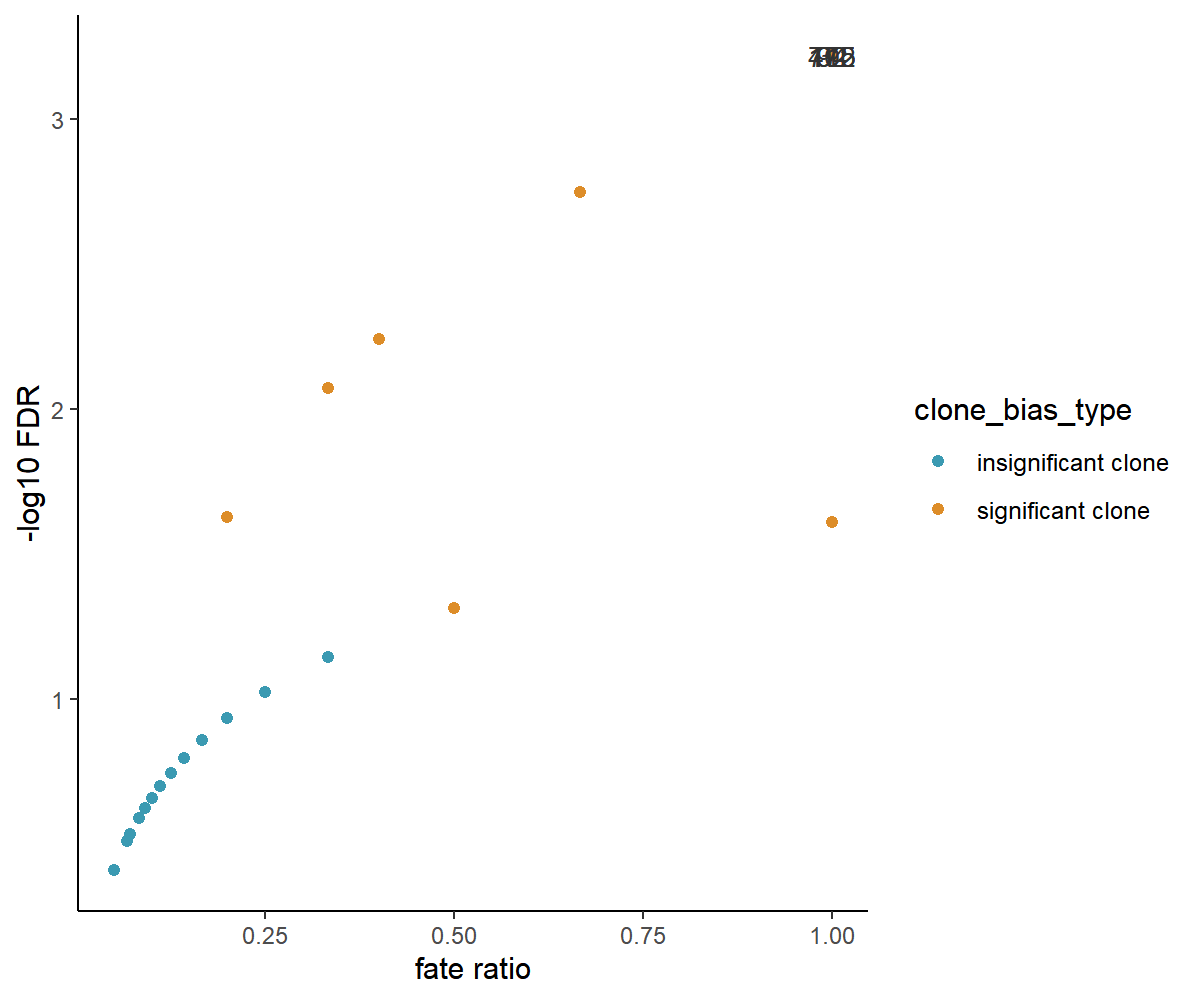 3
2
1
-log10 FDR
0.25 0.50 0.75 1.00
fate ratio
clone_bias_type
insignificant clone
significant clone